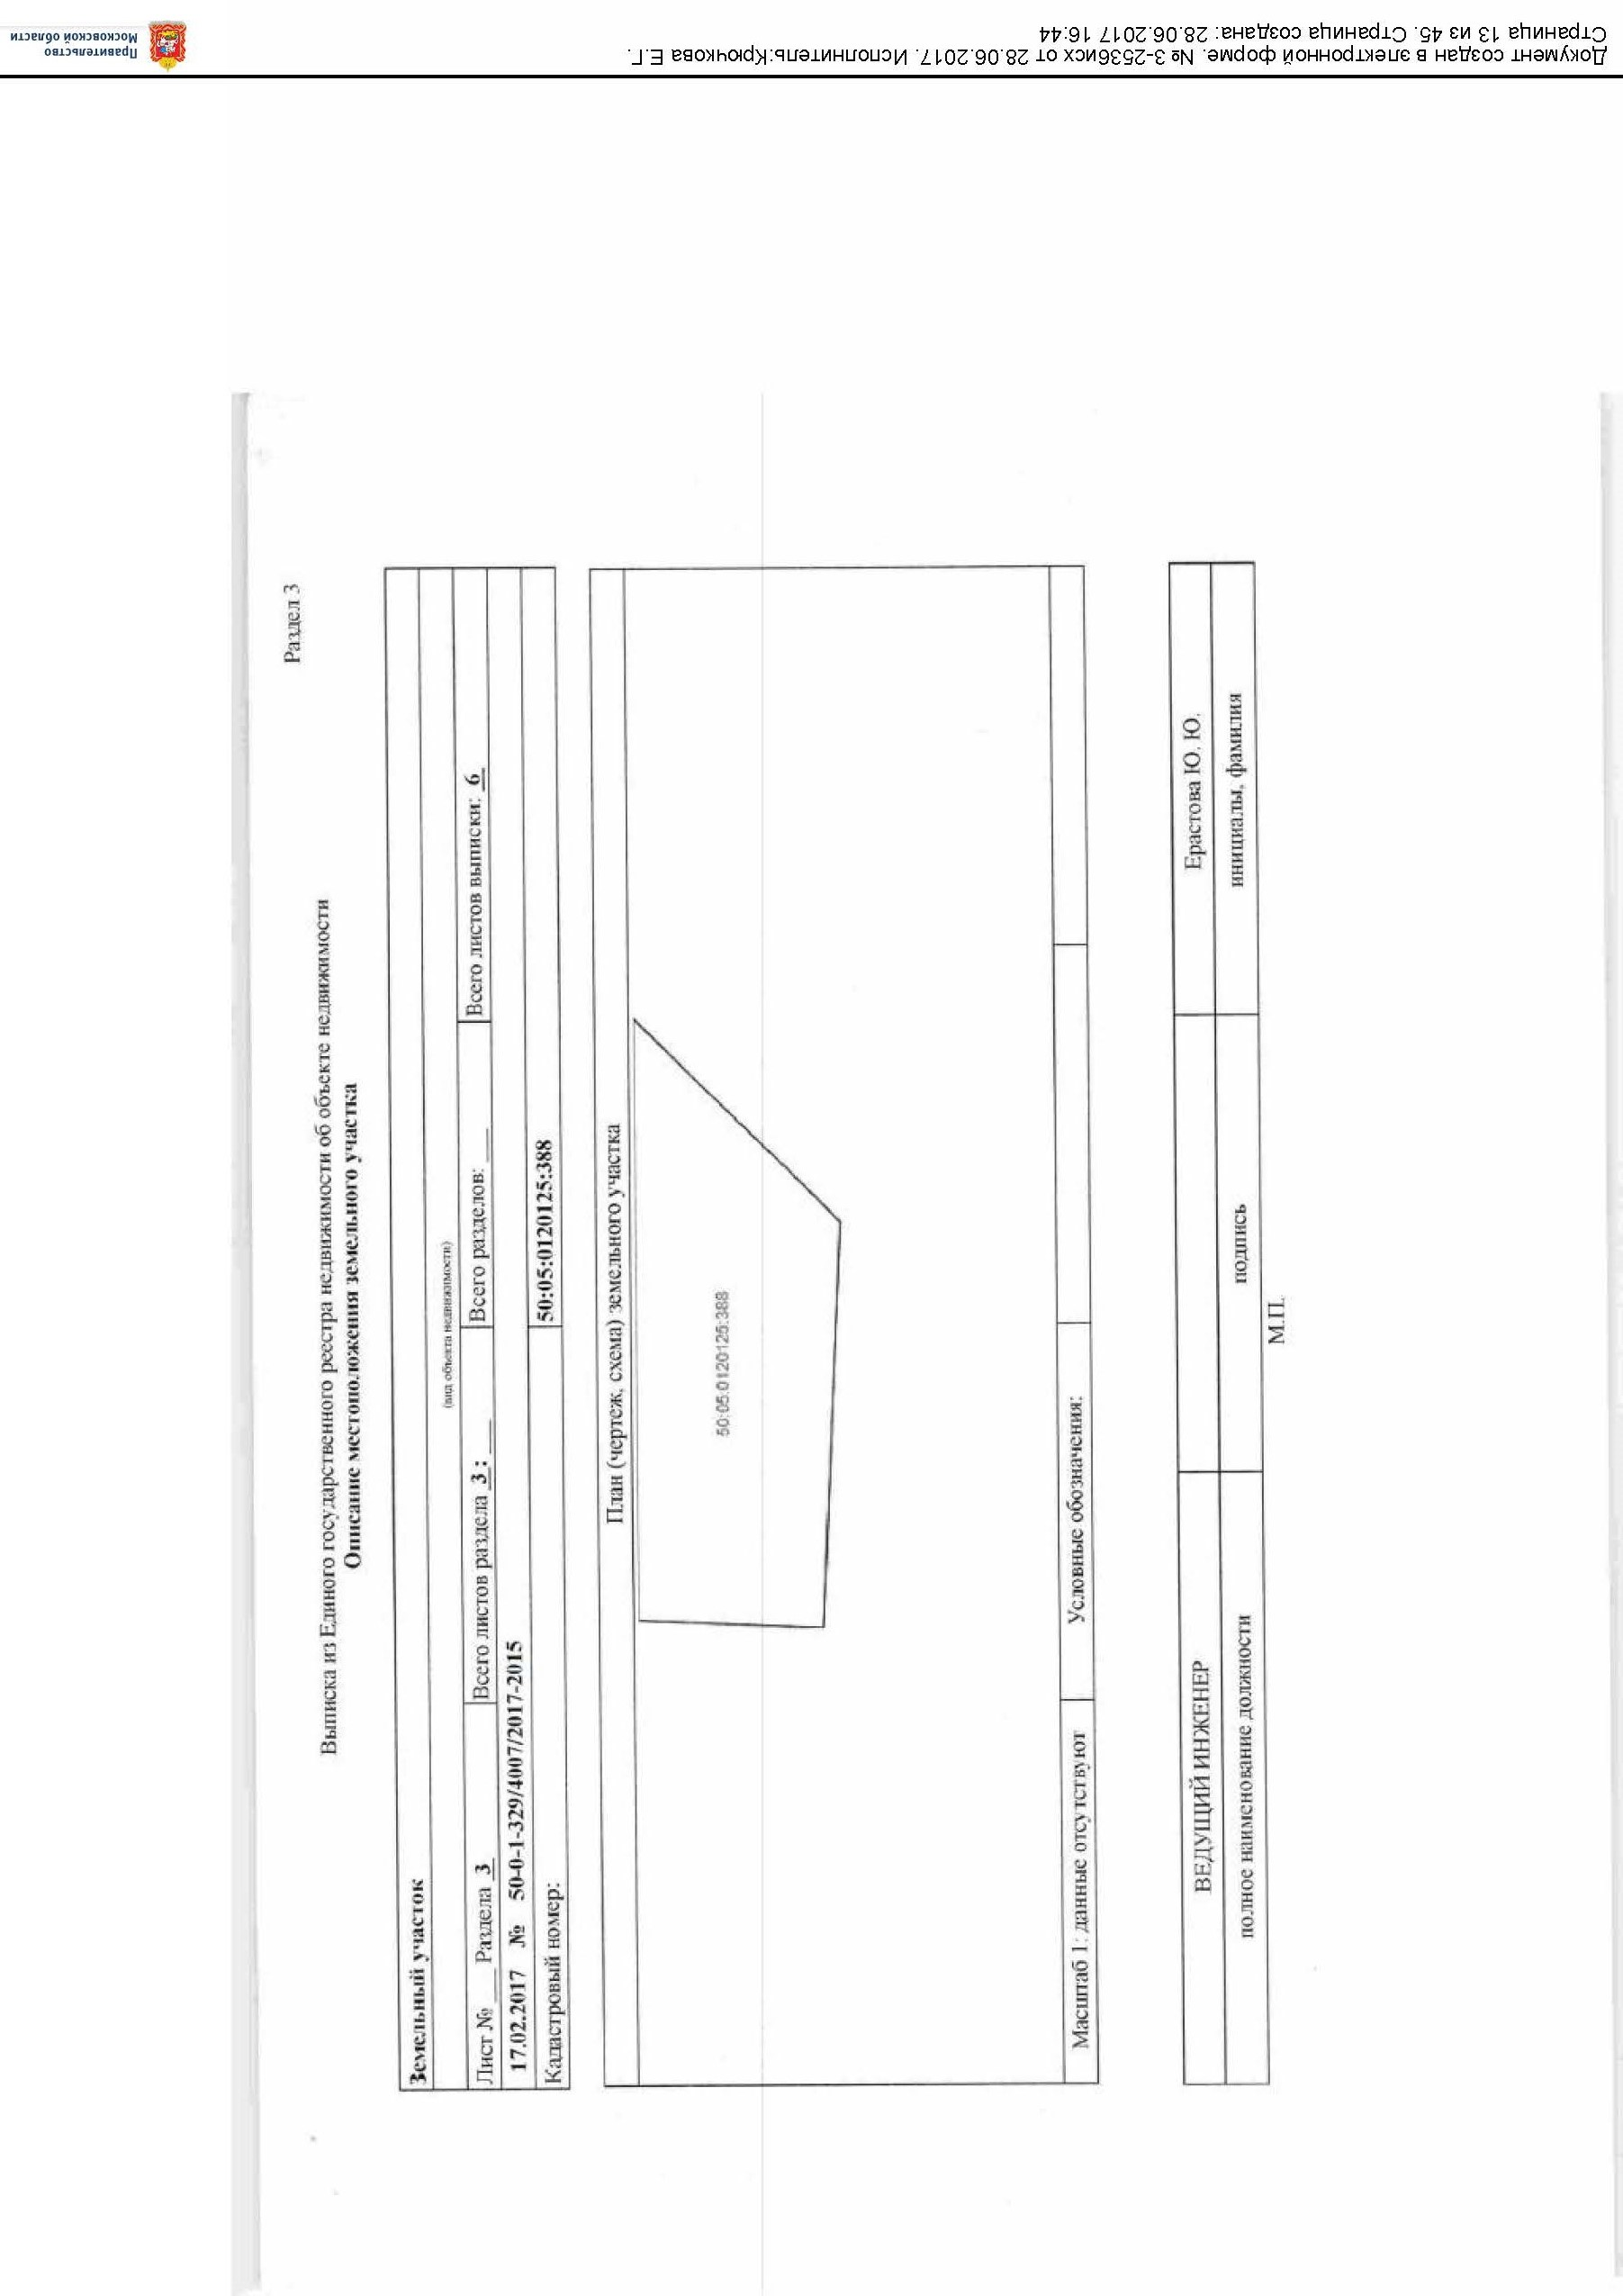 Раздел 3
Выписка из Единого государственного реестра недвижимости об объекте недвижимости
Описание местоположения земельного участка
Земельный участок
(вид объекта недвижимости)
Лист № ___ Раздела 3 Всего листов раздела 3 : ___ Всего разделов: ___ Всего листов выписки: 6
17.02.2017 № 50-0-1-329/4007/2017-2015
Кадастровый номер: 50:05:0120125:388
План (чертеж, схема) земельного участка
50:05:0120125:388
Масштаб 1: данные отсутствуют Условные обозначения:
ВЕДУЩИЙ ИНЖЕНЕР Ерастова Ю. Ю.
полное наименование должности подпись инициалы, фамилия
М.П.
Документ создан в электронной форме. № 3-2536исх от 28.06.2017. Исполнитель:Крючкова Е.Г.
Страница 13 из 45. Страница создана: 28.06.2017 16:44
Правительство
Московской области